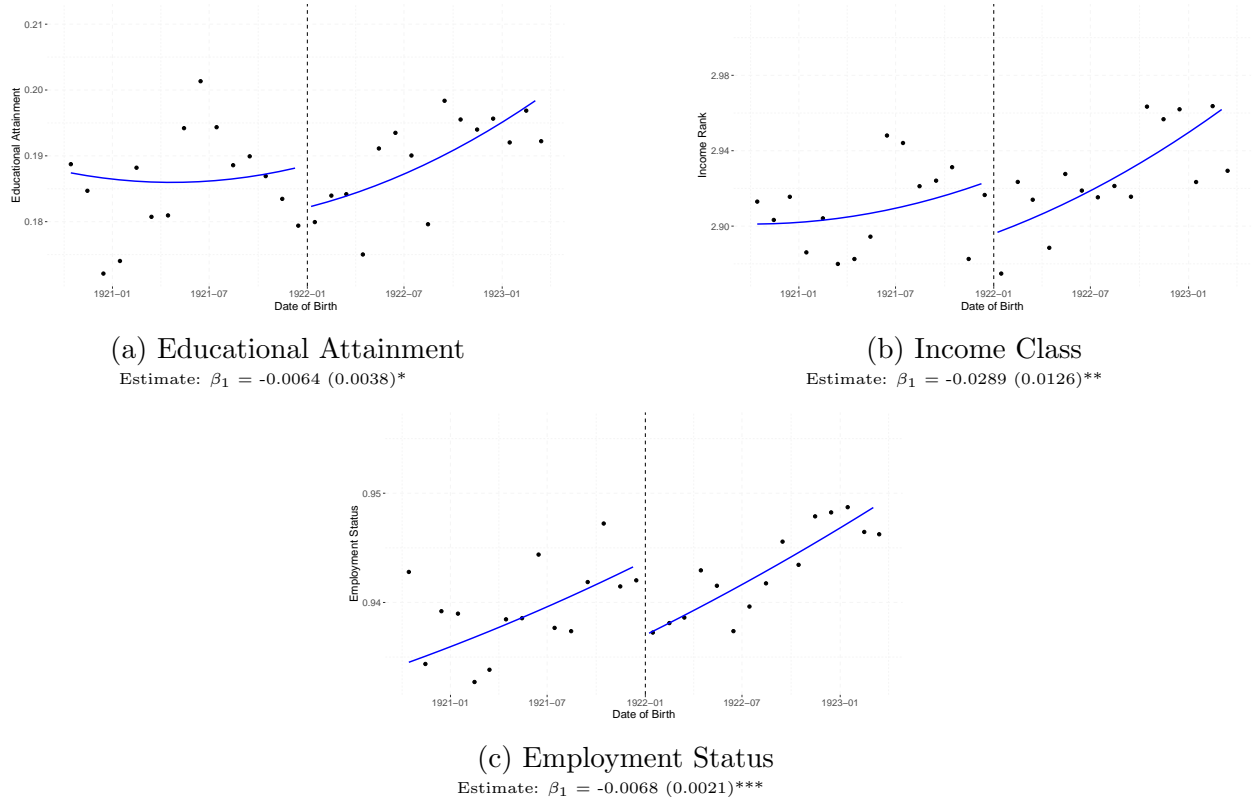 0.21
0.20
0.19
0.18
Educational Attainment
1921−01
1921−07
1922−01
1922−07
1923−01
Date of Birth
(a) Educational Attainment
Estimate: β₁ = -0.0064 (0.0038)*
2.98
2.94
2.90
Income Rank
1921−01
1921−07
1922−01
1922−07
1923−01
Date of Birth
(b) Income Class
Estimate: β₁ = -0.0289 (0.0126)**
0.95
0.94
Employment Status
1921−01
1921−07
1922−01
1922−07
1923−01
Date of Birth
(c) Employment Status
Estimate: β₁ = -0.0068 (0.0021)***